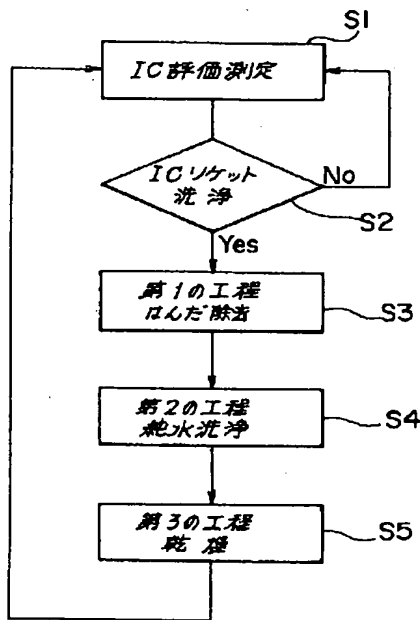 S1
IC評価測定
ICソケット
洗浄
No
S2
Yes
第1の工程
はんだ除去
S3
第2の工程
純水洗浄
S4
第3の工程
乾燥
S5